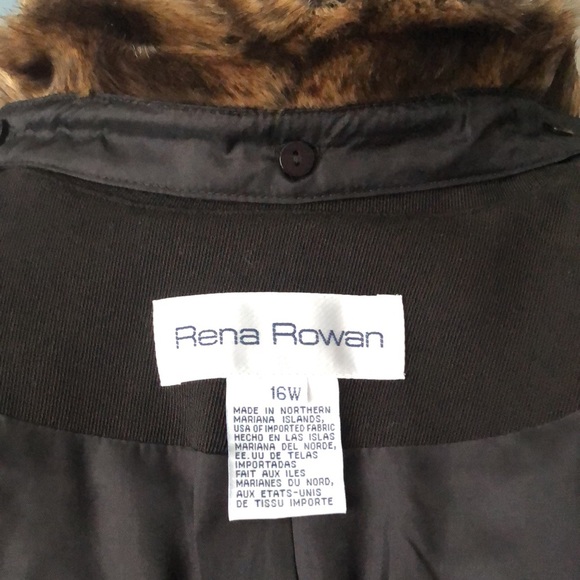 Rena Rowan
16W
MADE IN NORTHERN
MARIANA ISLANDS,
USA OF IMPORTED FABRIC
HECHO EN LAS ISLAS
MARIANA DEL NORDE,
EE.UU DE TELAS
IMPORTADAS
FAIT AUX ILES
MARIANES DU NORD,
AUX ETATS-UNIS
DE TISSU IMPORTE